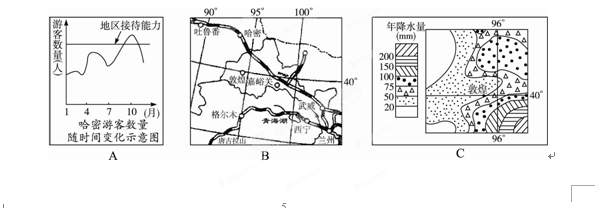 游客数量(人)
地区接待能力
1 4 7 10 (月)
哈密游客数量
随时间变化示意图
A
90° 95° 100°
吐鲁番
哈密
敦煌
嘉峪关
40°
武威
格尔木
青海湖
西宁
兰州
唐古拉山
B
年降水量
(mm)
200
150
100
75
50
20
96°
敦煌
40°
96°
C
5